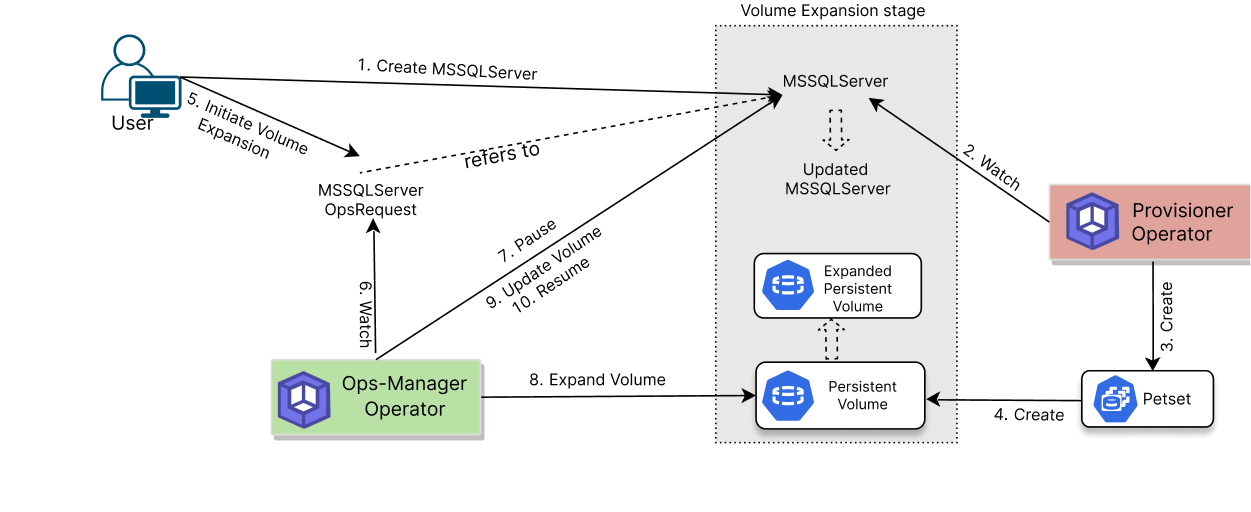 Volume Expansion stage
1. Create MSSQLServer
MSSQLServer
User
5. Initiate Volume
Expansion
refers to
2. Watch
Updated
MSSQLServer
MSSQLServer
OpsRequest
Provisioner
Operator
7. Pause
9. Update Volume
10. Resume
6. Watch
Expanded
Persistent
Volume
3. Create
Ops-Manager
Operator
8. Expand Volume
Persistent
Volume
4. Create
Petset